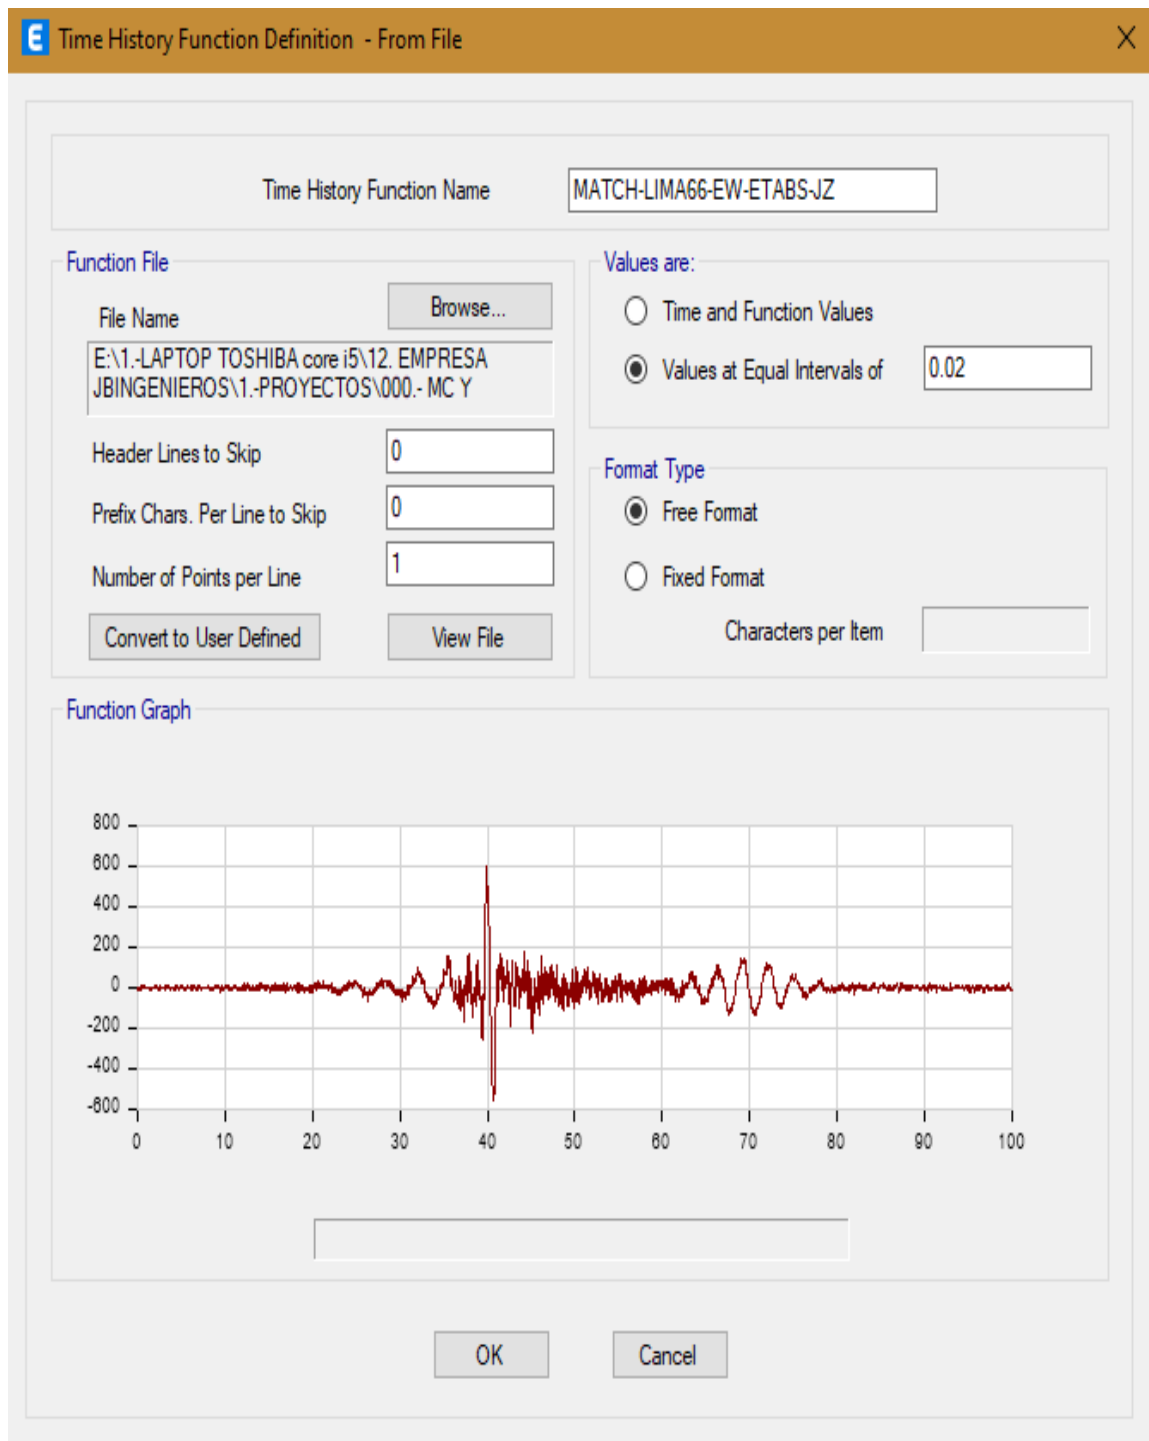 E Time History Function Definition - From File X
Time History Function Name MATCH-LIMA66-EW-ETABS-JZ
Function File
File Name Browse...
E:\1.-LAPTOP TOSHIBA core i5\12. EMPRESA
JBINGENIEROS\1.-PROYECTOS\000.- MC Y
Header Lines to Skip 0
Prefix Chars. Per Line to Skip 0
Number of Points per Line 1
Convert to User Defined View File
Values are:
Time and Function Values
Values at Equal Intervals of 0.02
Format Type
Free Format
Fixed Format
Characters per Item
Function Graph
800
600
400
200
0
-200
-400
-600
0 10 20 30 40 50 60 70 80 90 100
OK Cancel